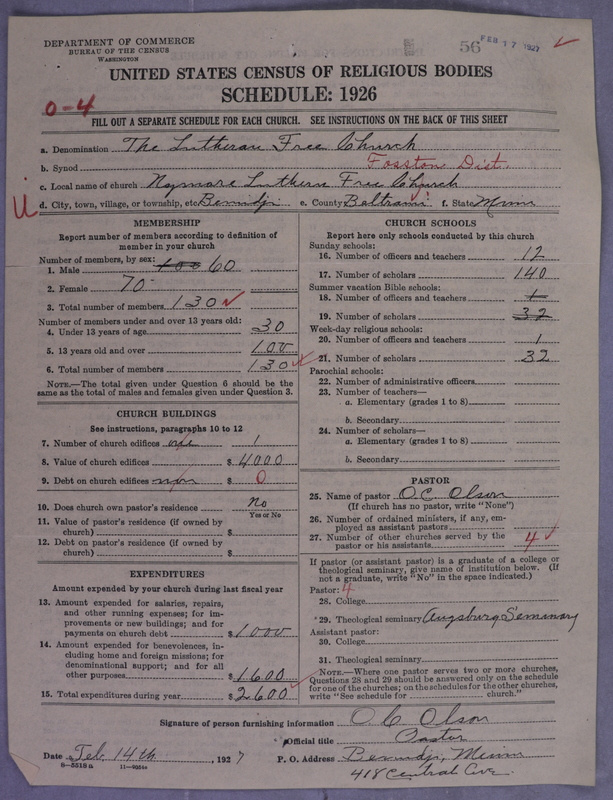 DEPARTMENT OF COMMERCE
BUREAU OF THE CENSUS
WASHINGTON
56 FEB 17 1927
UNITED STATES CENSUS OF RELIGIOUS BODIES
SCHEDULE: 1926
0-4
FILL OUT A SEPARATE SCHEDULE FOR EACH CHURCH. SEE INSTRUCTIONS ON THE BACK OF THIS SHEET
a. Denomination The Lutheran Free Church
b. Synod Fosston Dist.
c. Local name of church Nymore Luthern Free Church
U d. City, town, village, or township, etc Bemidji e. County Beltrami f. State Minn
MEMBERSHIP
Report number of members according to definition of member in your church
Number of members, by sex:
1. Male 100 60
2. Female 70
3. Total number of members 130
Number of members under and over 13 years old:
4. Under 13 years of age 30
5. 13 years old and over 100
6. Total number of members 130
NOTE.—The total given under Question 6 should be
same as the total of males and females given under Question 3.
CHURCH BUILDINGS
See instructions, paragraphs 10 to 12
7. Number of church edifices one 1
8. Value of church edifices $ 4000
9. Debt on church edifices non $ 0
10. Does church own pastor's residence No
Yes or No
11. Value of pastor's residence (if owned by
church) $
12. Debt on pastor's residence (if owned by
church) $
EXPENDITURES
Amount expended by your church during last fiscal year
13. Amount expended for salaries, repairs,
and other running expenses; for im-
provements or new buildings; and for
payments on church debt $ 1000
14. Amount expended for benevolences, in-
cluding home and foreign missions; for
denominational support; and for all
other purposes $ 1600
15. Total expenditures during year $ 2600
CHURCH SCHOOLS
Report here only schools conducted by this church
Sunday schools:
16. Number of officers and teachers 12
17. Number of scholars 140
Summer vacation Bible schools:
18. Number of officers and teachers 1
19. Number of scholars 32
Week-day religious schools:
20. Number of officers and teachers 1
21. Number of scholars 32
Parochial schools:
22. Number of administrative officers
23. Number of teachers—
a. Elementary (grades 1 to 8)
b. Secondary
24. Number of scholars—
a. Elementary (grades 1 to 8)
b. Secondary
PASTOR
25. Name of pastor O.C. Olson
(If church has no pastor, write "None")
26. Number of ordained ministers, if any, em-
ployed as assistant pastors
27. Number of other churches served by the
pastor or his assistants 4
If pastor (or assistant pastor) is a graduate of a college or
theological seminary, give name of institution below. (If
not a graduate, write "No" in the space indicated.)
Pastor: 4
28. College
29. Theological seminary Augsburg Seminary
Assistant pastor:
30. College
31. Theological seminary
NOTE.—Where one pastor serves two or more churches,
Questions 28 and 29 should be answered only on the schedule
for one of the churches; on the schedules for the other churches,
write "See schedule for church."
Signature of person furnishing information O C Olson
Official title Pastor
Date Feb. 14th, 1927 P. O. Address Bemidji, Minn
8-5518a 418 Central Ave.